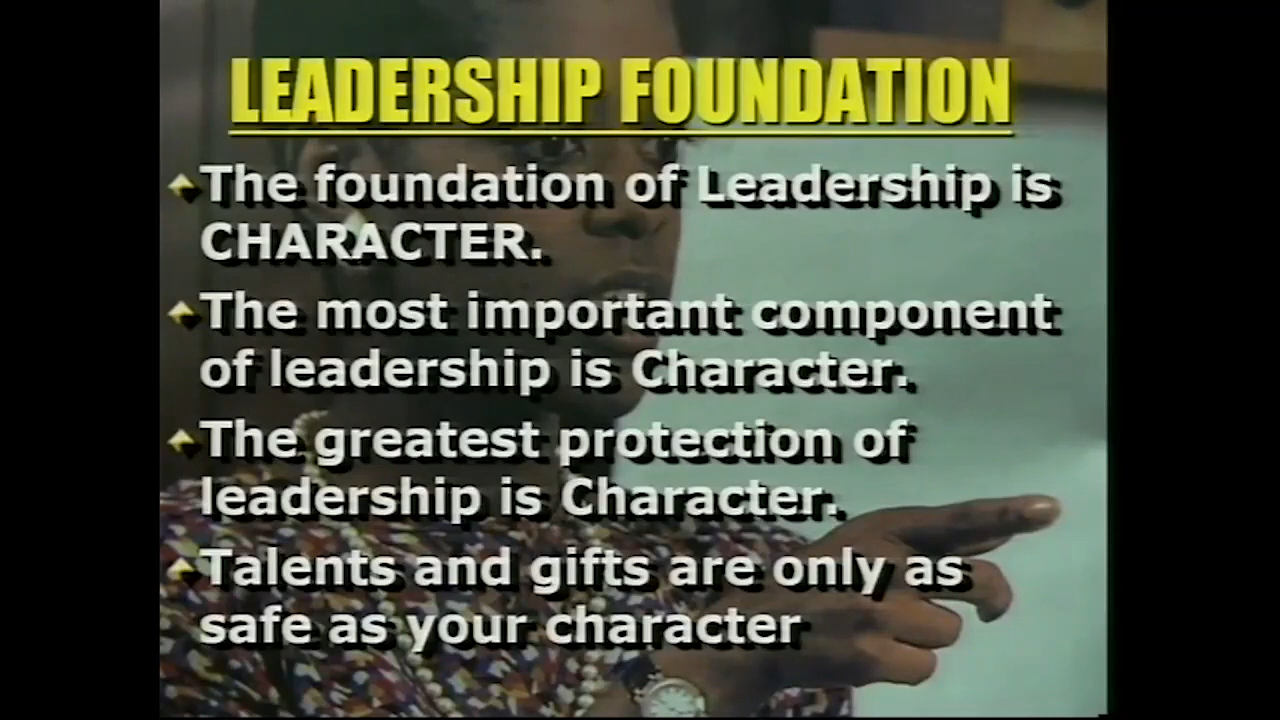 LEADERSHIP FOUNDATION
The foundation of Leadership is
CHARACTER.
The most important component
of leadership is Character.
The greatest protection of
leadership is Character.
Talents and gifts are only as
safe as your character